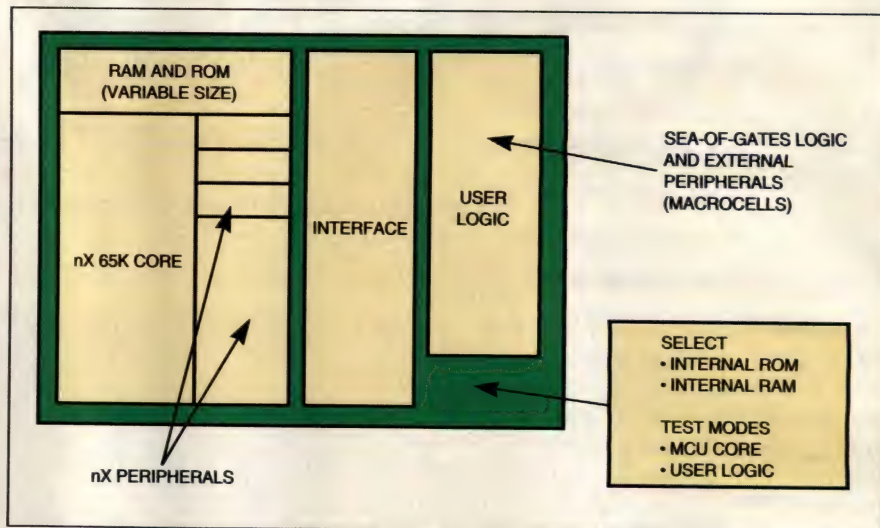 RAM AND ROM
(VARIABLE SIZE)
nX 65K CORE
INTERFACE
USER
LOGIC
SEA-OF-GATES LOGIC
AND EXTERNAL
PERIPHERALS
(MACROCELLS)
SELECT
• INTERNAL ROM
• INTERNAL RAM
TEST MODES
• MCU CORE
• USER LOGIC
nX PERIPHERALS